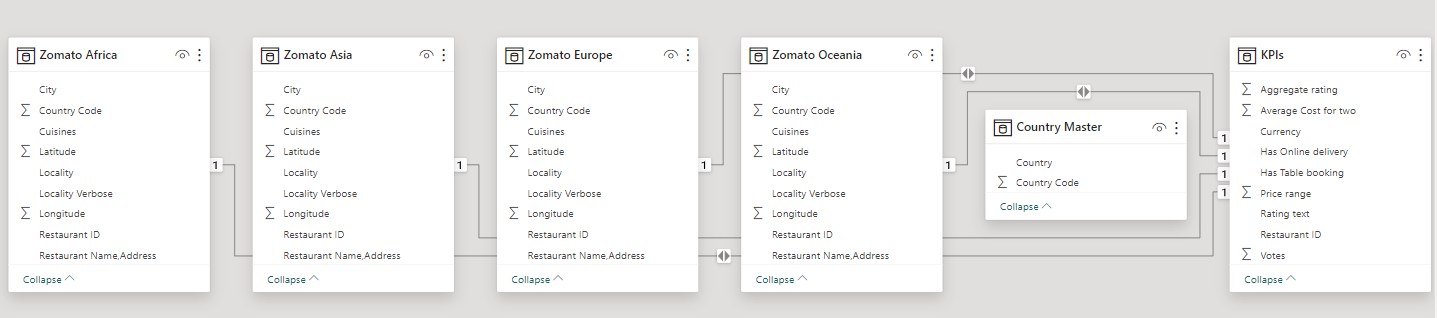 Zomato Africa
City
Country Code
Cuisines
Latitude
Locality
Locality Verbose
Longitude
Restaurant ID
Restaurant Name,Address
Collapse
1
Zomato Asia
City
Country Code
Cuisines
Latitude
Locality
Locality Verbose
Longitude
Restaurant ID
Restaurant Name,Address
Collapse
1
Zomato Europe
City
Country Code
Cuisines
Latitude
Locality
Locality Verbose
Longitude
Restaurant ID
Restaurant Name,Address
Collapse
1
Zomato Oceania
City
Country Code
Cuisines
Latitude
Locality
Locality Verbose
Longitude
Restaurant ID
Restaurant Name,Address
Collapse
1
Country Master
Country
Country Code
Collapse
1
1
1
1
KPIs
Aggregate rating
Average Cost for two
Currency
Has Online delivery
Has Table booking
Price range
Rating text
Restaurant ID
Votes
Collapse